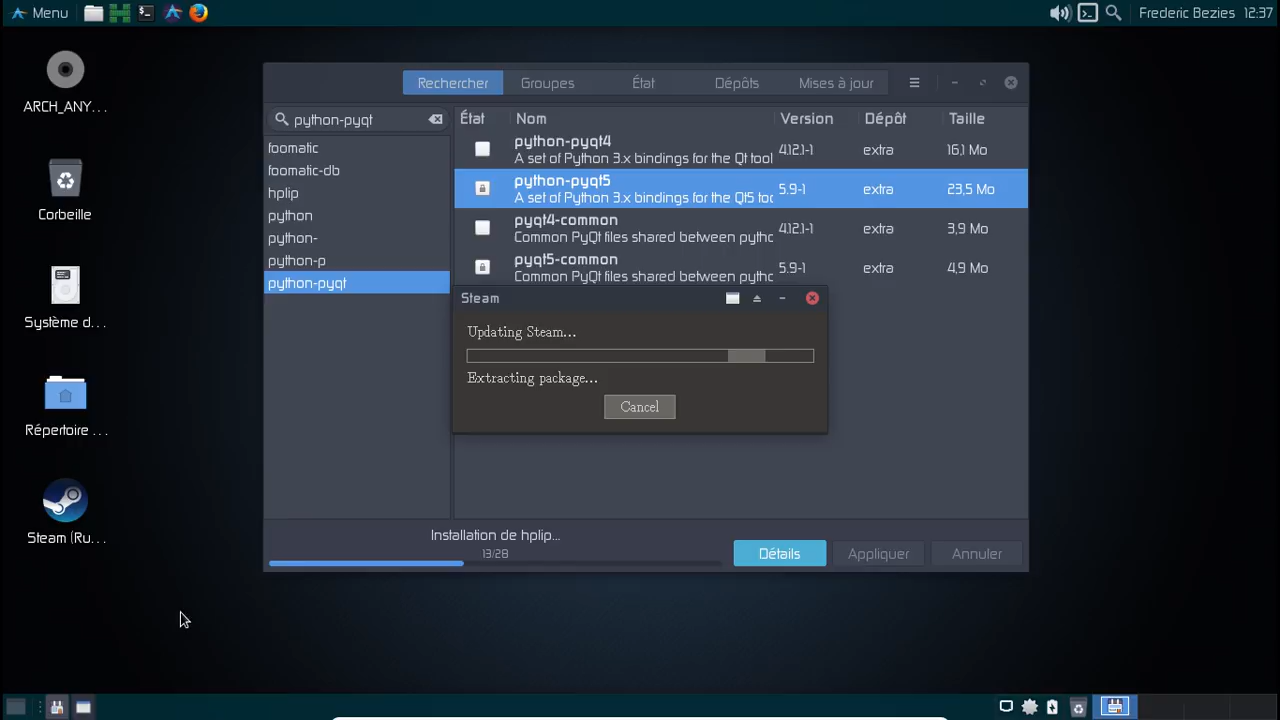 Menu
Frederic Bezies 12:37
ARCH_ANY...
Corbeille
Système d...
Répertoire ...
Steam (Ru...
Rechercher Groupes État Dépôts Mises à jour
python-pyqt
foomatic
foomatic-db
hplip
python
python-
python-p
python-pyqt
État Nom Version Dépôt Taille
python-pyqt4
A set of Python 3.x bindings for the Qt tool
4.12.1-1 extra 16,1 Mo
python-pyqt5
A set of Python 3.x bindings for the Qt5 too
5.9-1 extra 23,5 Mo
pyqt4-common
Common PyQt files shared between pytho
4.12.1-1 extra 3,9 Mo
pyqt5-common
Common PyQt files shared between pytho
5.9-1 extra 4,9 Mo
Steam
Updating Steam...
Extracting package...
Cancel
Installation de hplip...
13/28
Détails Appliquer Annuler